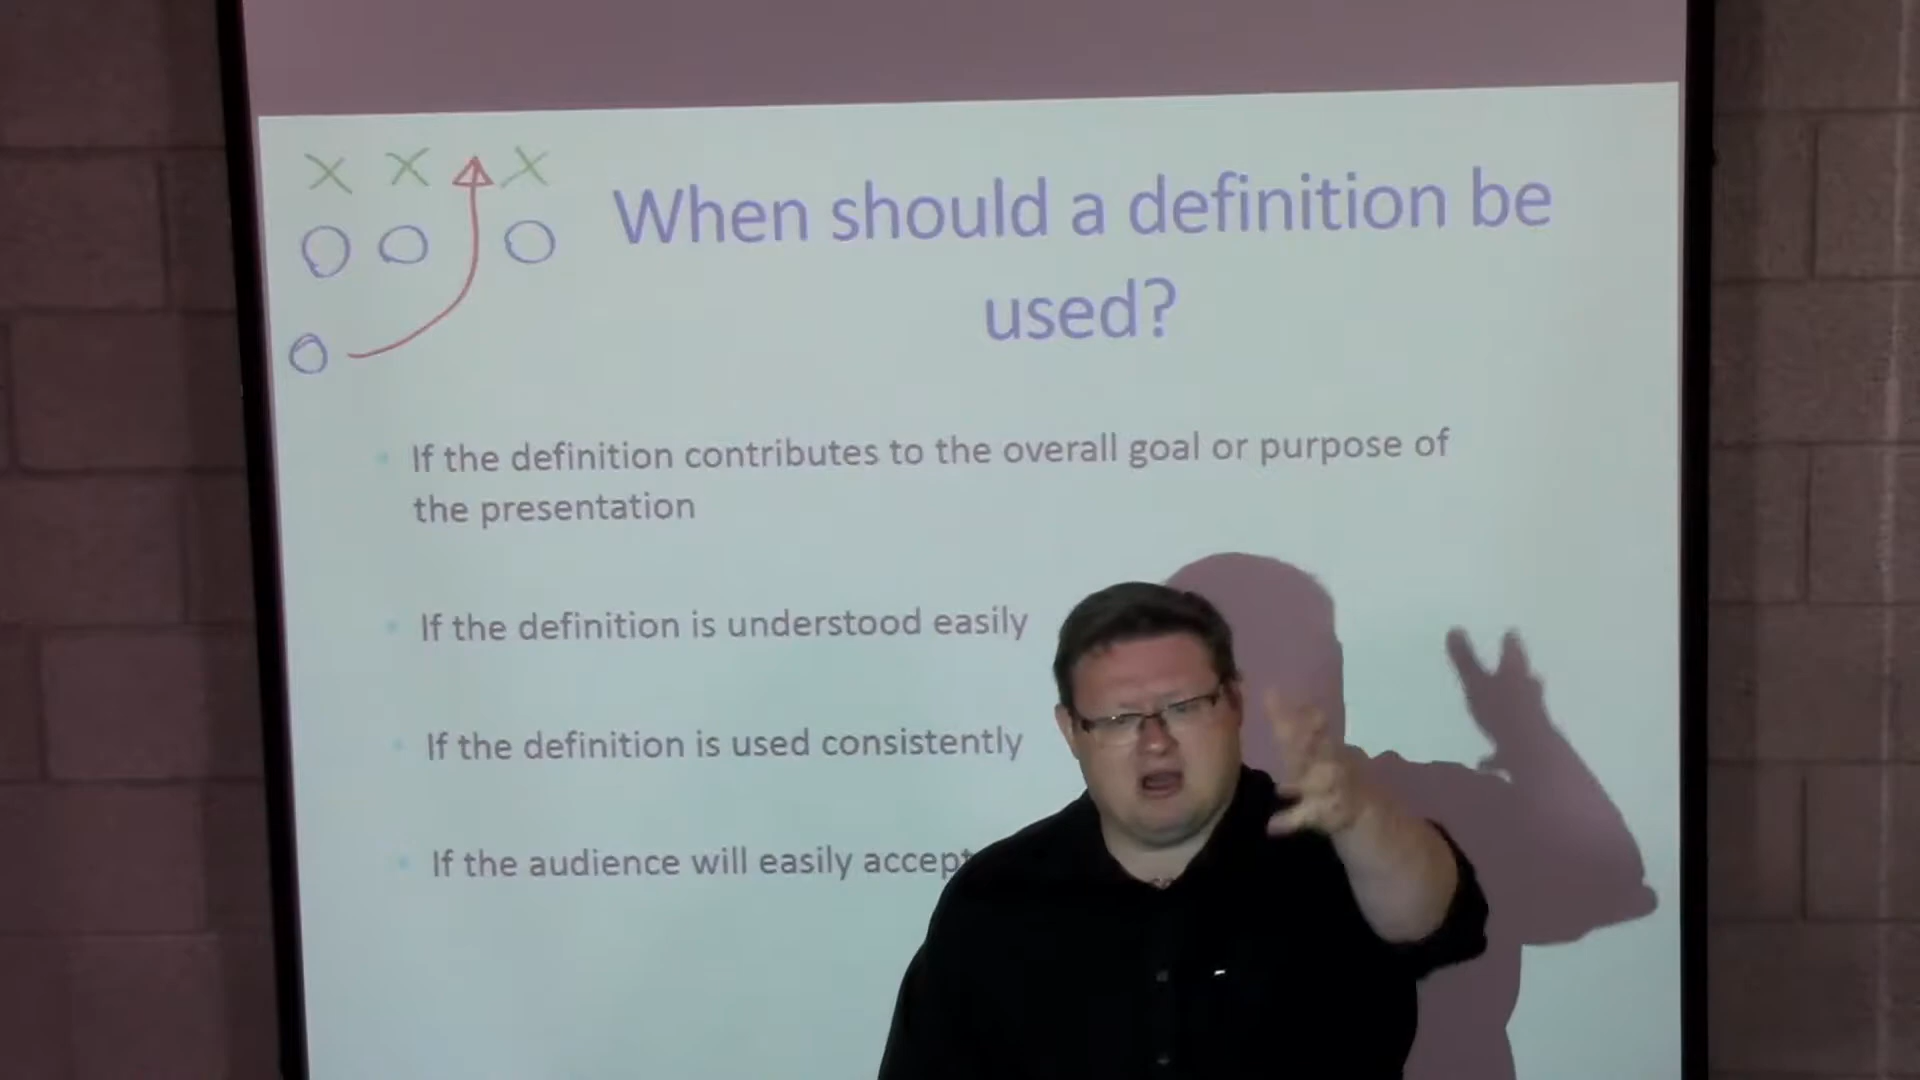 When should a definition be
used?
If the definition contributes to the overall goal or purpose of
the presentation
If the definition is understood easily
If the definition is used consistently
If the audience will easily accept